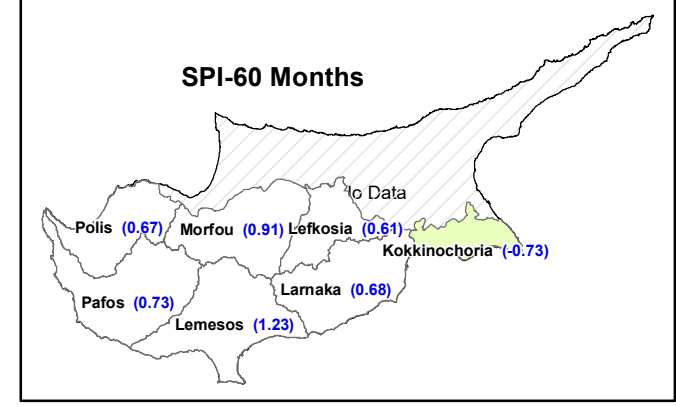 SPI-60 Months
lo Data
Polis (0.67)
Morfou (0.91)
Lefkosia (0.61)
Kokkinochoria (-0.73)
Larnaka (0.68)
Pafos (0.73)
Lemesos (1.23)